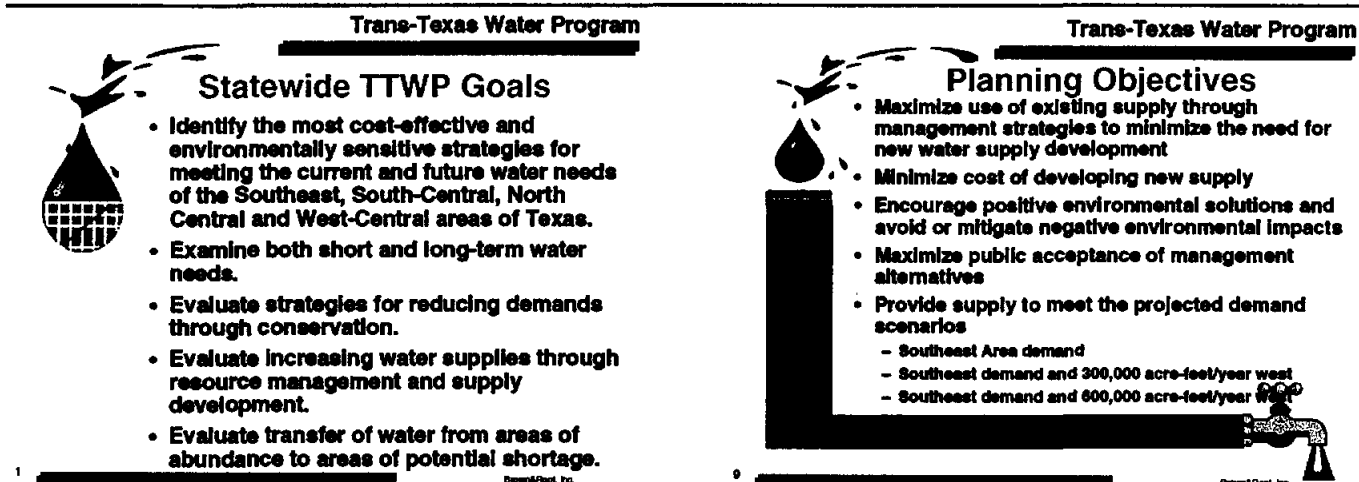 Trans-Texas Water Program
Statewide TTWP Goals
• Identify the most cost-effective and
environmentally sensitive strategies for
meeting the current and future water needs
of the Southeast, South-Central, North
Central and West-Central areas of Texas.
• Examine both short and long-term water
needs.
• Evaluate strategies for reducing demands
through conservation.
• Evaluate increasing water supplies through
resource management and supply
development.
• Evaluate transfer of water from areas of
abundance to areas of potential shortage.
1
Brown&Root, Inc.
Trans-Texas Water Program
Planning Objectives
• Maximize use of existing supply through
management strategies to minimize the need for
new water supply development
• Minimize cost of developing new supply
• Encourage positive environmental solutions and
avoid or mitigate negative environmental impacts
• Maximize public acceptance of management
alternatives
• Provide supply to meet the projected demand
scenarios
– Southeast Area demand
– Southeast demand and 300,000 acre-feet/year west
– Southeast demand and 600,000 acre-feet/year west
9
Brown&Root, Inc.